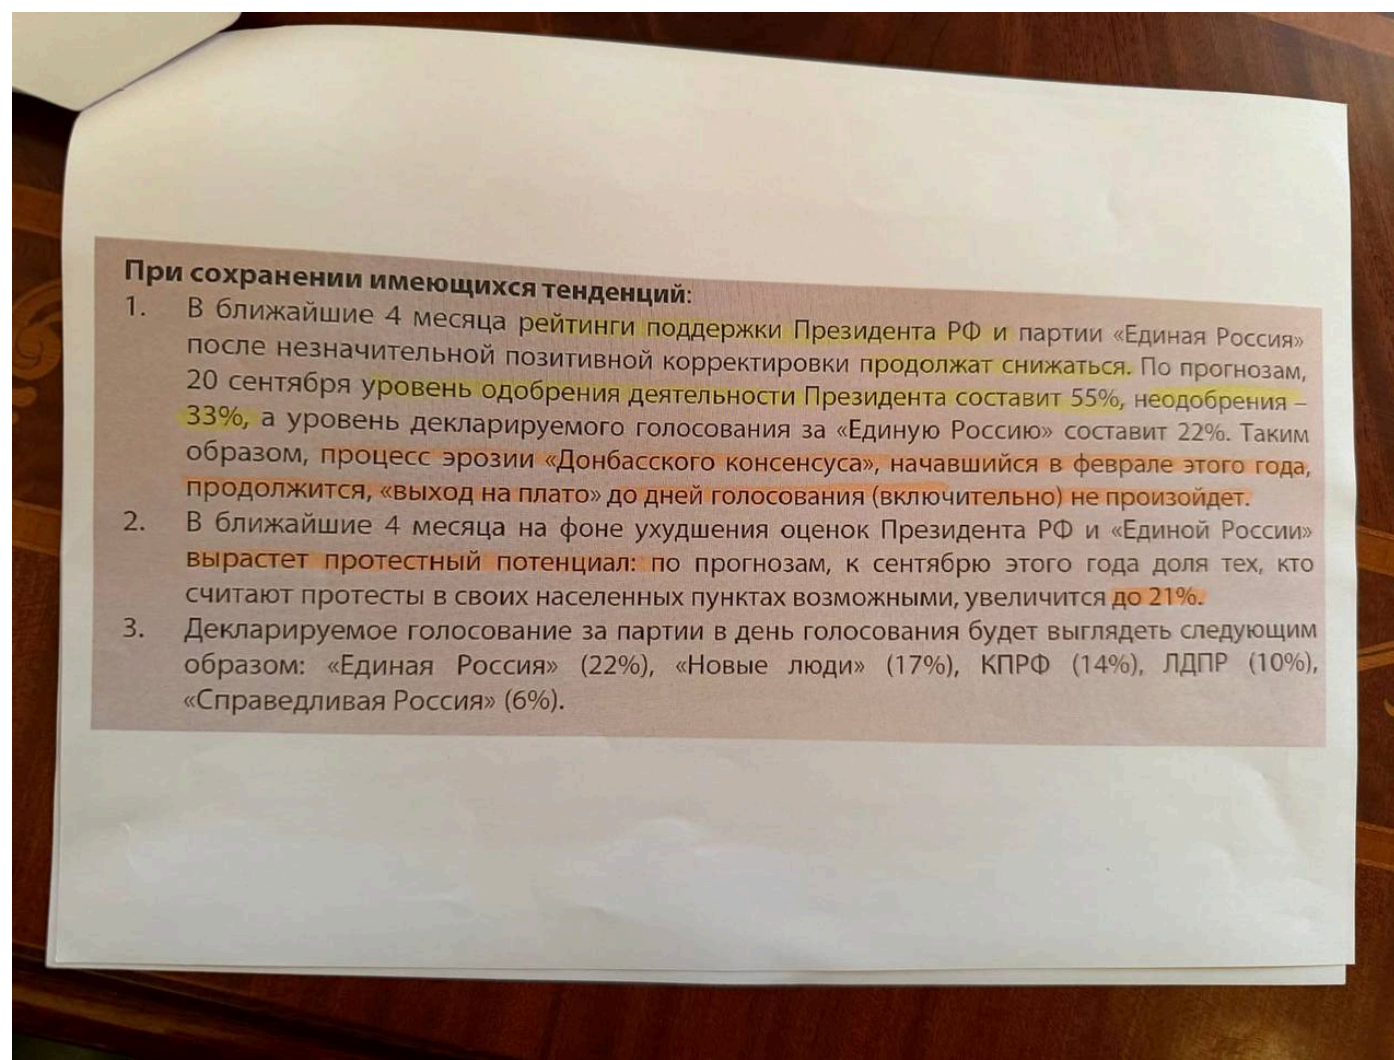 При сохранении имеющихся тенденций:
1. В ближайшие 4 месяца рейтинги поддержки Президента РФ и партии «Единая Россия»
после незначительной позитивной корректировки продолжат снижаться. По прогнозам,
20 сентября уровень одобрения деятельности Президента составит 55%, неодобрения –
33%, а уровень декларируемого голосования за «Единую Россию» составит 22%. Таким
образом, процесс эрозии «Донбасского консенсуса», начавшийся в феврале этого года,
продолжится, «выход на плато» до дней голосования (включительно) не произойдет.
2. В ближайшие 4 месяца на фоне ухудшения оценок Президента РФ и «Единой России»
вырастет протестный потенциал: по прогнозам, к сентябрю этого года доля тех, кто
считают протесты в своих населенных пунктах возможными, увеличится до 21%.
3. Декларируемое голосование за партии в день голосования будет выглядеть следующим
образом: «Единая Россия» (22%), «Новые люди» (17%), КПРФ (14%), ЛДПР (10%),
«Справедливая Россия» (6%).